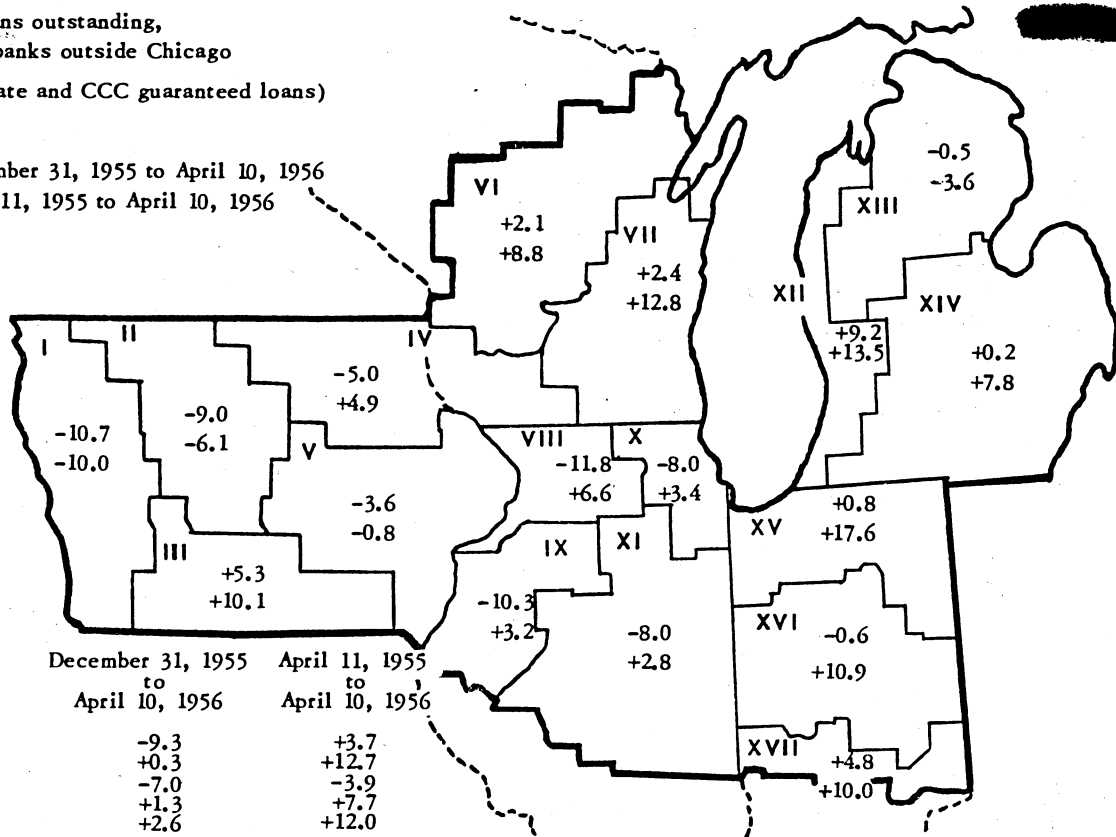 ns outstanding,
banks outside Chicago
ate and CCC guaranteed loans)
nber 31, 1955 to April 10, 1956
11, 1955 to April 10, 1956
VI
+2.1
+8.8
VII
+2.4
+12.8
XII
+9.2
+13.5
XIII
-0.5
-3.6
XIV
+0.2
+7.8
I
-10.7
-10.0
II
-9.0
-6.1
IV
-5.0
+4.9
V
-3.6
-0.8
III
+5.3
+10.1
VIII
-11.8
+6.6
X
-8.0
+3.4
IX
-10.3
+3.2
XI
-8.0
+2.8
XV
+0.8
+17.6
XVI
-0.6
+10.9
XVII
+4.8
+10.0
December 31, 1955 April 11, 1955
to to
April 10, 1956 April 10, 1956
-9.3 +3.7
+0.3 +12.7
-7.0 -3.9
+1.3 +7.7
+2.6 +12.0